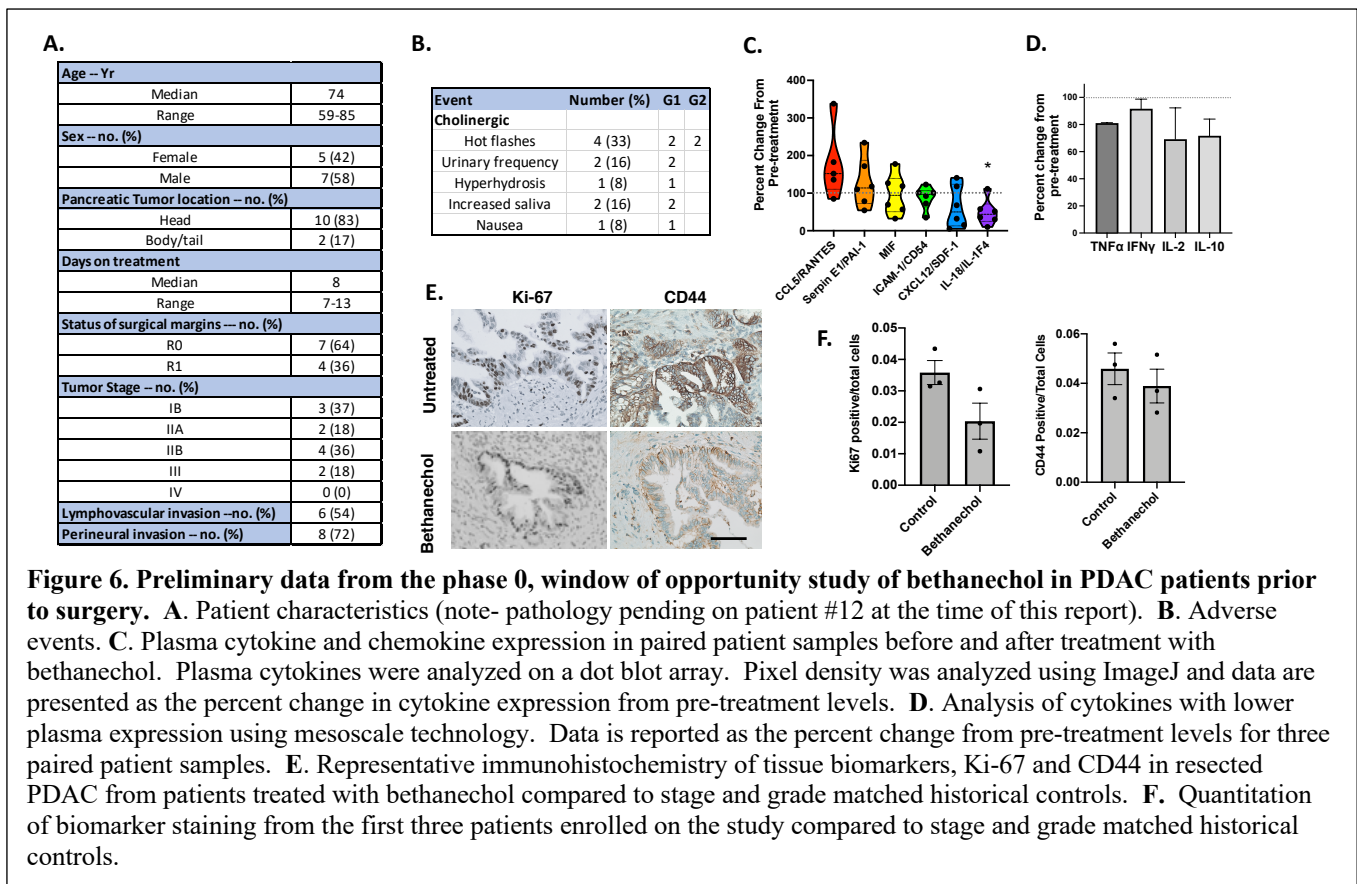 A.
Age -- Yr
Median 74
Range 59-85
Sex -- no. (%)
Female 5 (42)
Male 7(58)
Pancreatic Tumor location -- no. (%)
Head 10 (83)
Body/tail 2 (17)
Days on treatment
Median 8
Range 7-13
Status of surgical margins --- no. (%)
R0 7 (64)
R1 4 (36)
Tumor Stage -- no. (%)
IB 3 (37)
IIA 2 (18)
IIB 4 (36)
III 2 (18)
IV 0 (0)
Lymphovascular invasion --no. (%) 6 (54)
Perineural invasion -- no. (%) 8 (72)
B.
Event Number (%) G1 G2
Cholinergic
Hot flashes 4 (33) 2 2
Urinary frequency 2 (16) 2
Hyperhydrosis 1 (8) 1
Increased saliva 2 (16) 2
Nausea 1 (8) 1
C.
Percent Change From
Pre-treatmetnt
400
300
200
100
0
*
CCL5/RANTES
Serpin E1/PAI-1
MIF
ICAM-1/CD54
CXCL12/SDF-1
IL-18/IL-1F4
D.
Percent change from
pre-treatment
100
80
60
40
20
0
TNFα IFNγ IL-2 IL-10
E.
Ki-67 CD44
Untreated
Bethanechol
F.
Ki67 positive/total cells
0.05
0.04
0.03
0.02
0.01
0.00
Control
Bethanechol
CD44 Positive/Total Cells
0.06
0.04
0.02
0.00
Control
Bethanechol
Figure 6. Preliminary data from the phase 0, window of opportunity study of bethanechol in PDAC patients prior
to surgery. A. Patient characteristics (note- pathology pending on patient #12 at the time of this report). B. Adverse
events. C. Plasma cytokine and chemokine expression in paired patient samples before and after treatment with
bethanechol. Plasma cytokines were analyzed on a dot blot array. Pixel density was analyzed using ImageJ and data are
presented as the percent change in cytokine expression from pre-treatment levels. D. Analysis of cytokines with lower
plasma expression using mesoscale technology. Data is reported as the percent change from pre-treatment levels for three
paired patient samples. E. Representative immunohistochemistry of tissue biomarkers, Ki-67 and CD44 in resected
PDAC from patients treated with bethanechol compared to stage and grade matched historical controls. F. Quantitation
of biomarker staining from the first three patients enrolled on the study compared to stage and grade matched historical
controls.